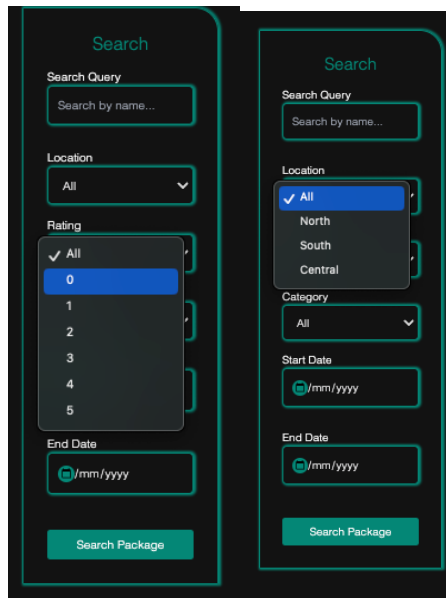 Search
Search Query
Search by name...
Location
All
Rating
All
0
1
2
3
4
5
End Date
/mm/yyyy
Search Package
Search
Search Query
Search by name...
Location
All
North
South
Central
Category
All
Start Date
/mm/yyyy
End Date
/mm/yyyy
Search Package